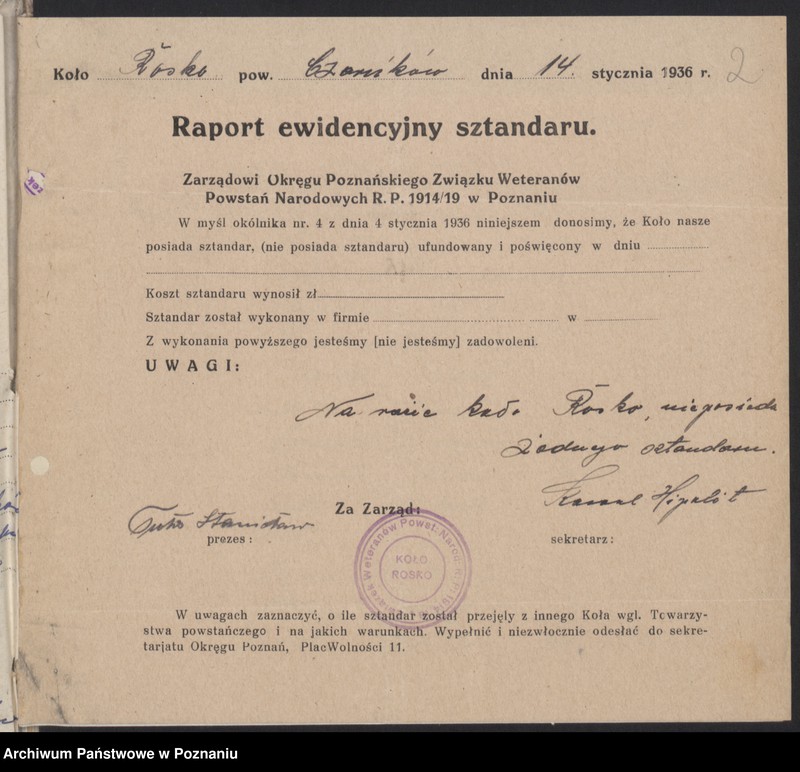 Koło Rosko pow. Czarnków dnia 14. stycznia 1936 r. 2
Raport ewidencyjny sztandaru.
Zarządowi Okręgu Poznańskiego Związku Weteranów
Powstań Narodowych R. P. 1914/19 w Poznaniu
W myśl okólnika nr. 4 z dnia 4 stycznia 1936 niniejszem donosimy, że Koło nasze
posiada sztandar, (nie posiada sztandaru) ufundowany i poświęcony w dniu
Koszt sztandaru wynosił zł
Sztandar został wykonany w firmie w
Z wykonania powyższego jesteśmy [nie jesteśmy] zadowoleni.
UWAGI:
Na razie koło Rosko, nieposiada
żadnego sztandaru.
Hipolit
Za Zarząd:
Stanisław
prezes:
sekretarz:
KOŁO
ROSKO
W uwagach zaznaczyć, o ile sztandar został przejęly z innego Koła wgl. Towarzy-
stwa powstańczego i na jakich warunkach. Wypełnić i niezwłocznie odesłać do sekre-
tarjatu Okręgu Poznań, PlacWolności 11.
Archiwum Państwowe w Poznaniu